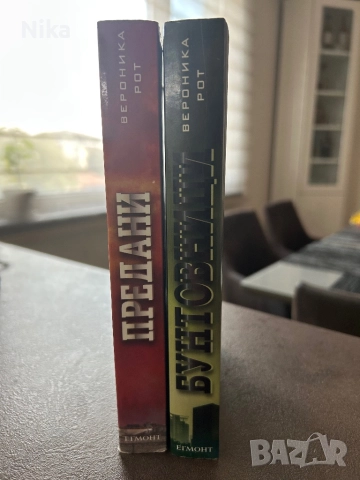 Nika
ВЕРОНИКА
РОТ
ПРЕДАНИ
ЕГМОНТ
ВЕРОНИКА
РОТ
БУНТОВНИЦИ
ЕГМОНТ
BAZAR